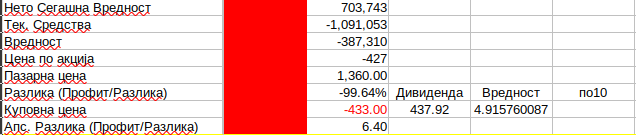 Нето Сегашна Вредност 703,743
Тек. Средства -1,091,053
Вредност -387,310
Цена по акција -427
Пазарна цена 1,360.00
Разлика (Профит/Разлика) -99.64% Дивиденда Вредност по10
Куповна цена -433.00 437.92 4.915760087
Апс. Разлика (Профит/Разлика) 6.40